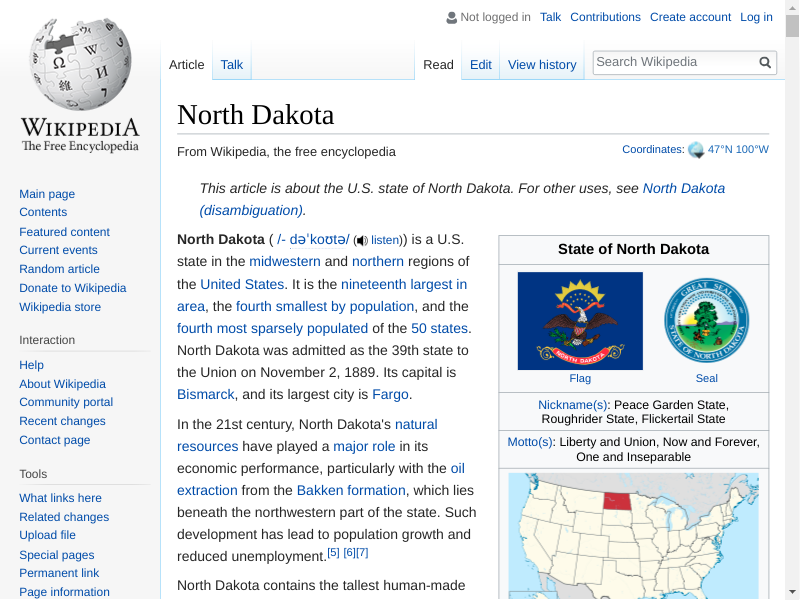 Not logged in Talk Contributions Create account Log in
Article Talk Read Edit View history Search Wikipedia
WIKIPEDIA
The Free Encyclopedia
Main page
Contents
Featured content
Current events
Random article
Donate to Wikipedia
Wikipedia store
Interaction
Help
About Wikipedia
Community portal
Recent changes
Contact page
Tools
What links here
Related changes
Upload file
Special pages
Permanent link
Page information
North Dakota
From Wikipedia, the free encyclopedia
Coordinates: 47°N 100°W
This article is about the U.S. state of North Dakota. For other uses, see North Dakota
(disambiguation).
North Dakota ( /- dəˈkoʊtə/ (listen)) is a U.S.
state in the midwestern and northern regions of
the United States. It is the nineteenth largest in
area, the fourth smallest by population, and the
fourth most sparsely populated of the 50 states.
North Dakota was admitted as the 39th state to
the Union on November 2, 1889. Its capital is
Bismarck, and its largest city is Fargo.
In the 21st century, North Dakota's natural
resources have played a major role in its
economic performance, particularly with the oil
extraction from the Bakken formation, which lies
beneath the northwestern part of the state. Such
development has lead to population growth and
reduced unemployment.[5] [6][7]
North Dakota contains the tallest human-made
State of North Dakota
NORTH DAKOTA
GREAT SEAL
STATE OF NORTH DAKOTA
Flag Seal
Nickname(s): Peace Garden State,
Roughrider State, Flickertail State
Motto(s): Liberty and Union, Now and Forever,
One and Inseparable